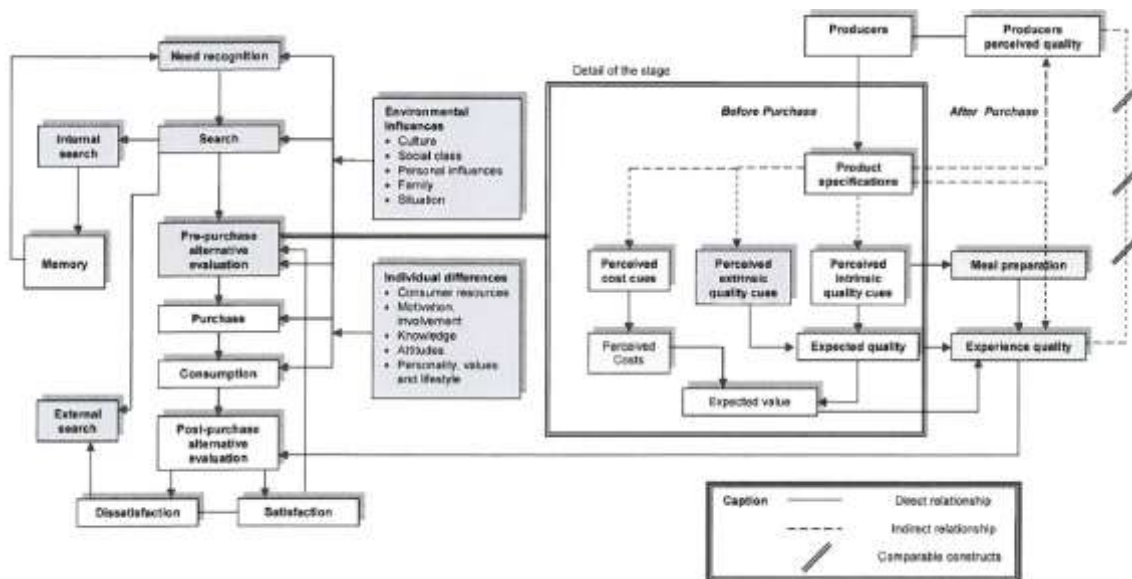 Need recognition
Internal
search
Search
Memory
Pre-purchase
alternative
evaluation
Purchase
Consumption
External
search
Post-purchase
alternative
evaluation
Dissatisfaction
Satisfaction
Environmental
influences
• Culture
• Social class
• Personal influences
• Family
• Situation
Individual differences
• Consumer resources
• Motivation,
involvement
• Knowledge
• Attitudes
• Personality, values
and lifestyle
Detail of the stage
Producers
Producers
perceived quality
Before Purchase
After Purchase
Product
specifications
Perceived
cost cues
Perceived
extrinsic
quality cues
Perceived
intrinsic
quality cues
Meal preparation
Perceived
Costs
Expected quality
Experience quality
Expected value
Caption
Direct relationship
Indirect relationship
Comparable constructs